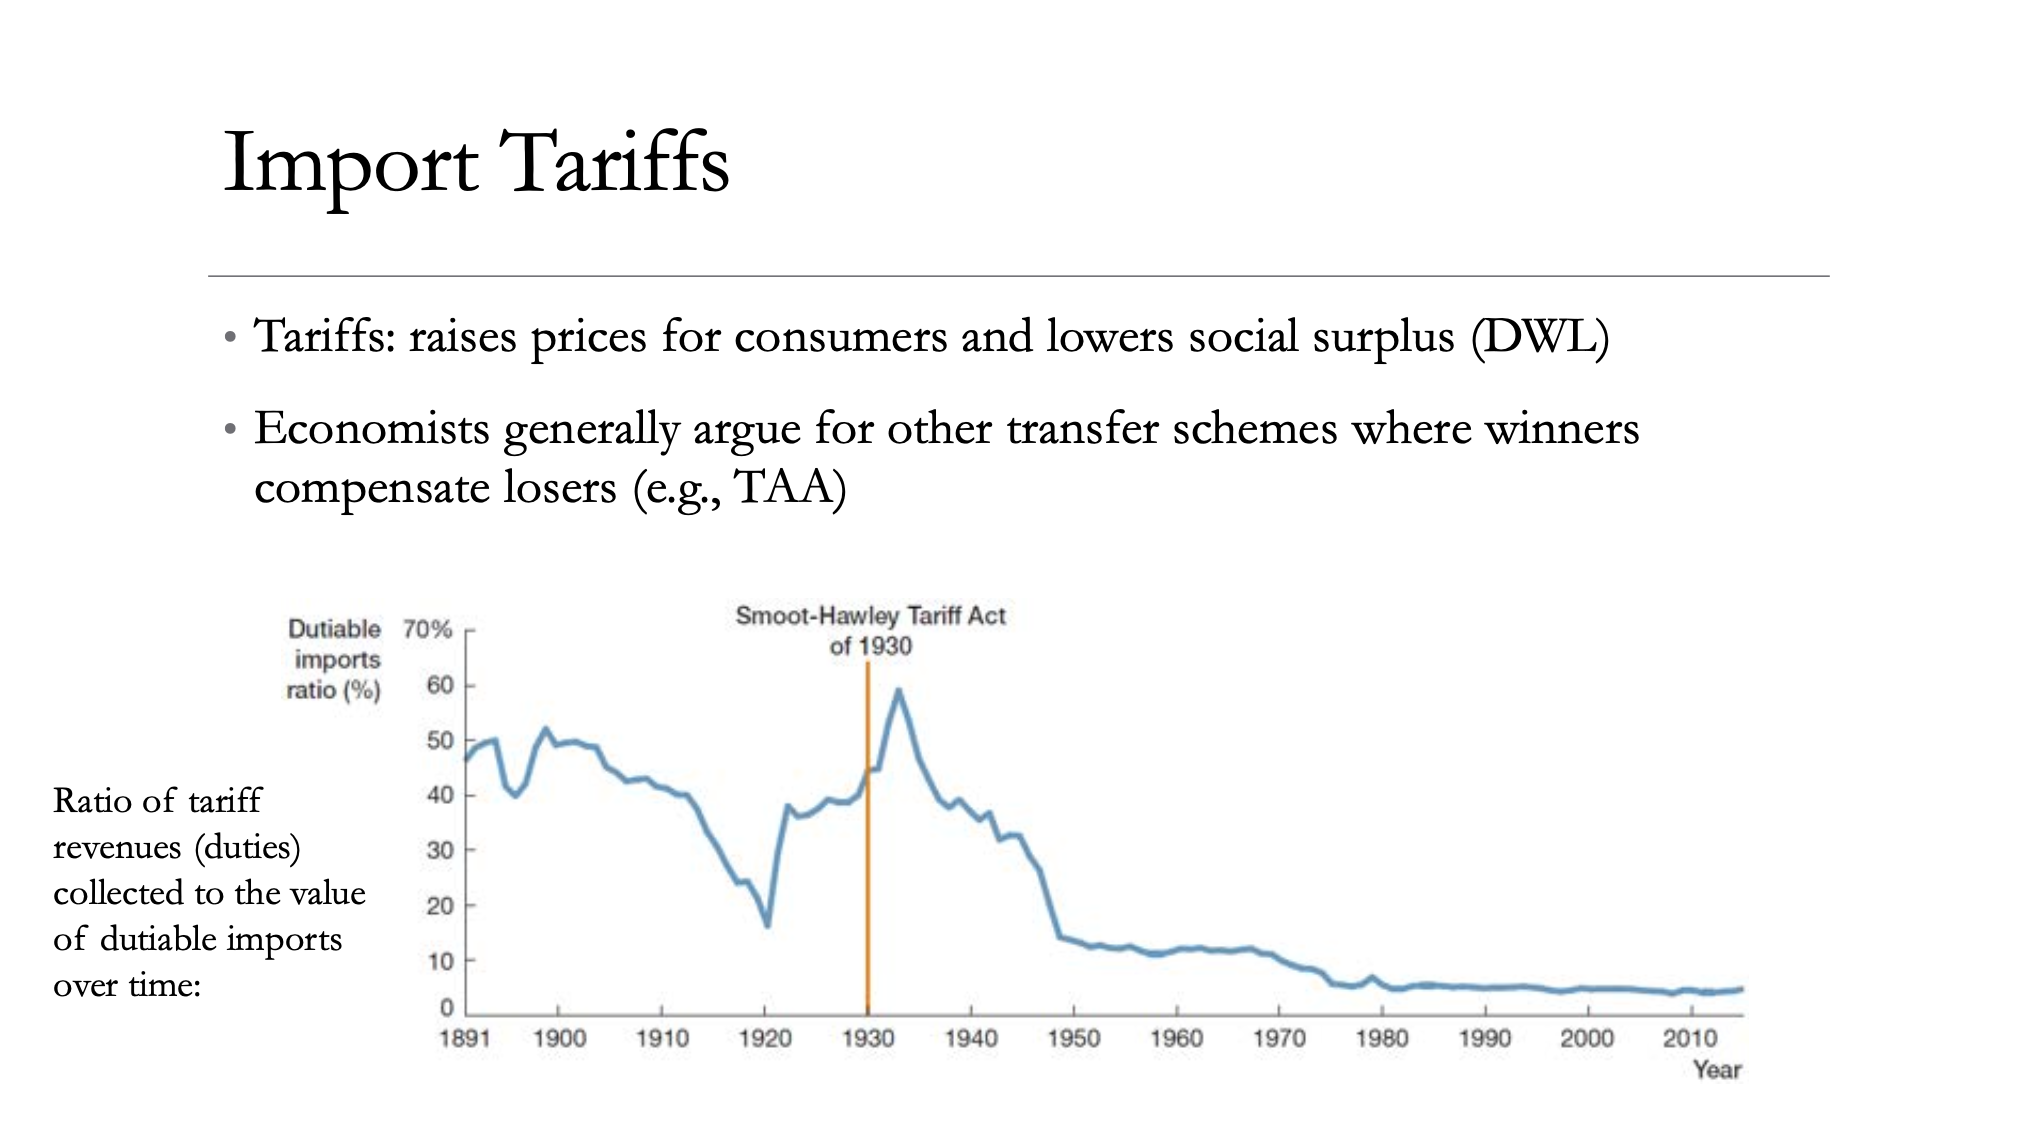 Import Tariffs
• Tariffs: raises prices for consumers and lowers social surplus (DWL)
• Economists generally argue for other transfer schemes where winners
compensate losers (e.g., TAA)
Ratio of tariff
revenues (duties)
collected to the value
of dutiable imports
over time:
Dutiable
imports
ratio (%)
Smoot-Hawley Tariff Act
of 1930
70%
60
50
40
30
20
10
0
1891 1900 1910 1920 1930 1940 1950 1960 1970 1980 1990 2000 2010
Year